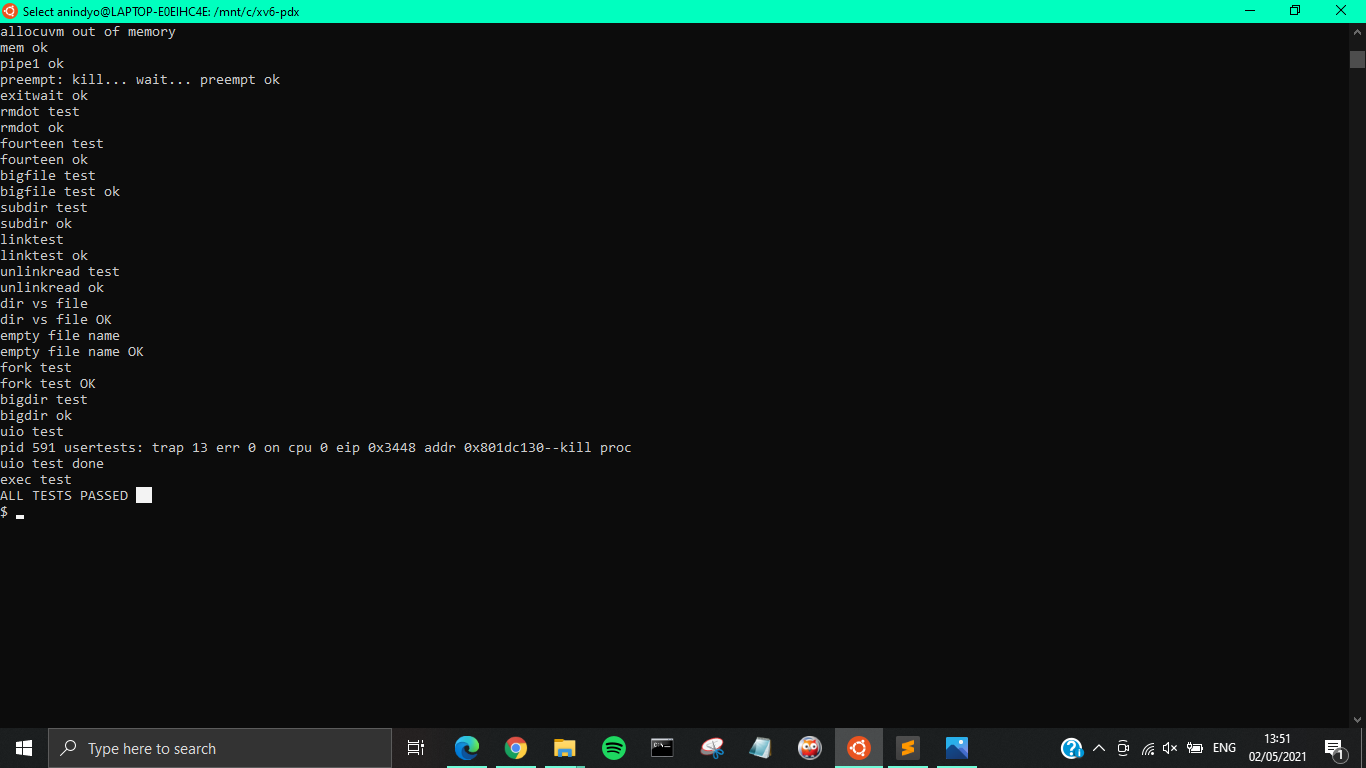 Select anindyo@LAPTOP-E0EIHC4E: /mnt/c/xv6-pdx
allocuvm out of memory
mem ok
pipe1 ok
preempt: kill... wait... preempt ok
exitwait ok
rmdot test
rmdot ok
fourteen test
fourteen ok
bigfile test
bigfile test ok
subdir test
subdir ok
linktest
linktest ok
unlinkread test
unlinkread ok
dir vs file
dir vs file OK
empty file name
empty file name OK
fork test
fork test OK
bigdir test
bigdir ok
uio test
pid 591 usertests: trap 13 err 0 on cpu 0 eip 0x3448 addr 0x801dc130--kill proc
uio test done
exec test
ALL TESTS PASSED
$
Type here to search
ENG
13:51
02/05/2021
1